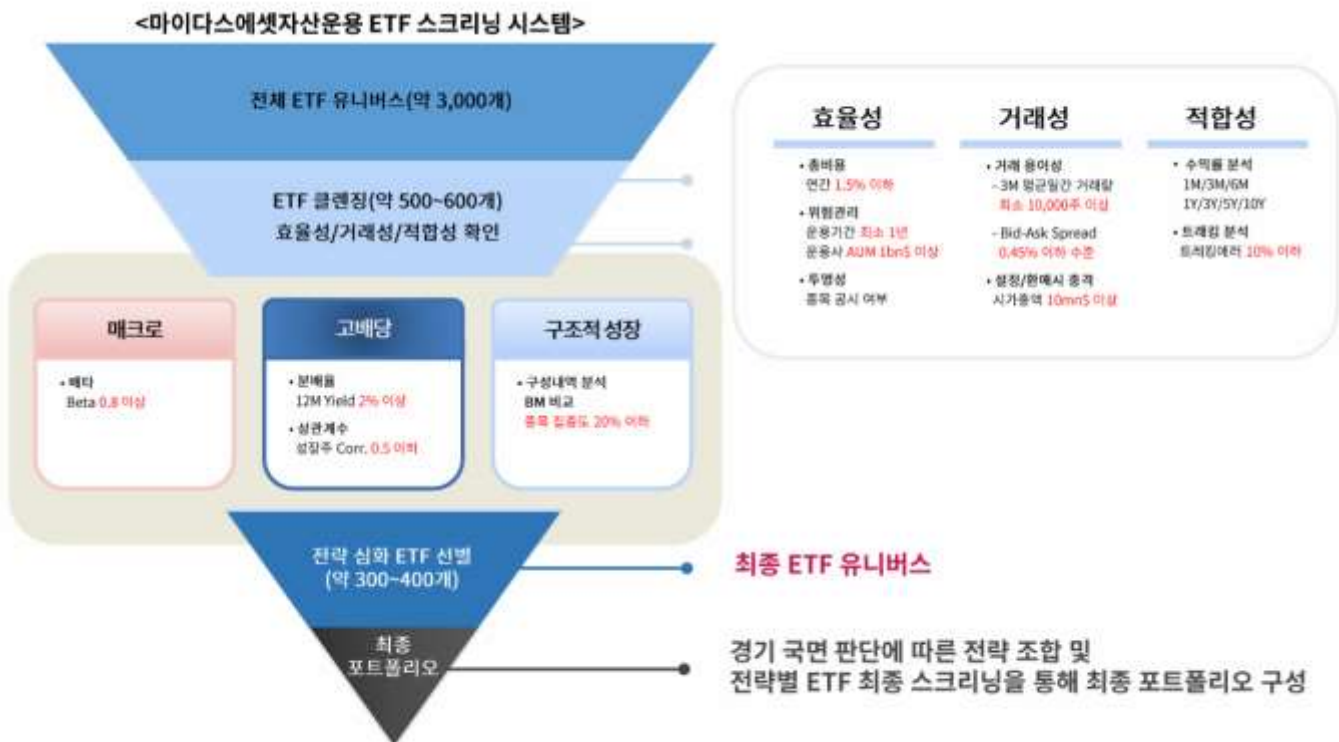 <마이다스에셋자산운용 ETF 스크리닝 시스템>
전체 ETF 유니버스(약 3,000개)
ETF 클렌징(약 500~600개)
효율성/거래성/적합성 확인
효율성
• 총비용
연간 1.5% 이하
• 위험관리
운용기간 최소 1년
운용사 AUM 1bn$ 이상
• 투명성
종목 공시 여부
거래성
• 거래 용이성
- 3M 평균일간 거래량
최소 10,000주 이상
- Bid-Ask Spread
0.45% 이하 수준
• 설정/환매시 충격
시가총액 10mn$ 이상
적합성
• 수익률 분석
1M/3M/6M
1Y/3Y/5Y/10Y
• 트래킹 분석
트레킹에러 10% 이하
매크로
• 베타
Beta 0.8 이상
고배당
• 분배율
12M Yield 2% 이상
• 상관계수
성장주 Corr. 0.5 이하
구조적 성장
• 구성내역 분석
BM 비교
종목 집중도 20% 이하
전략 심화 ETF 선별
(약 300~400개)
최종 ETF 유니버스
최종
포트폴리오
경기 국면 판단에 따른 전략 조합 및
전략별 ETF 최종 스크리닝을 통해 최종 포트폴리오 구성